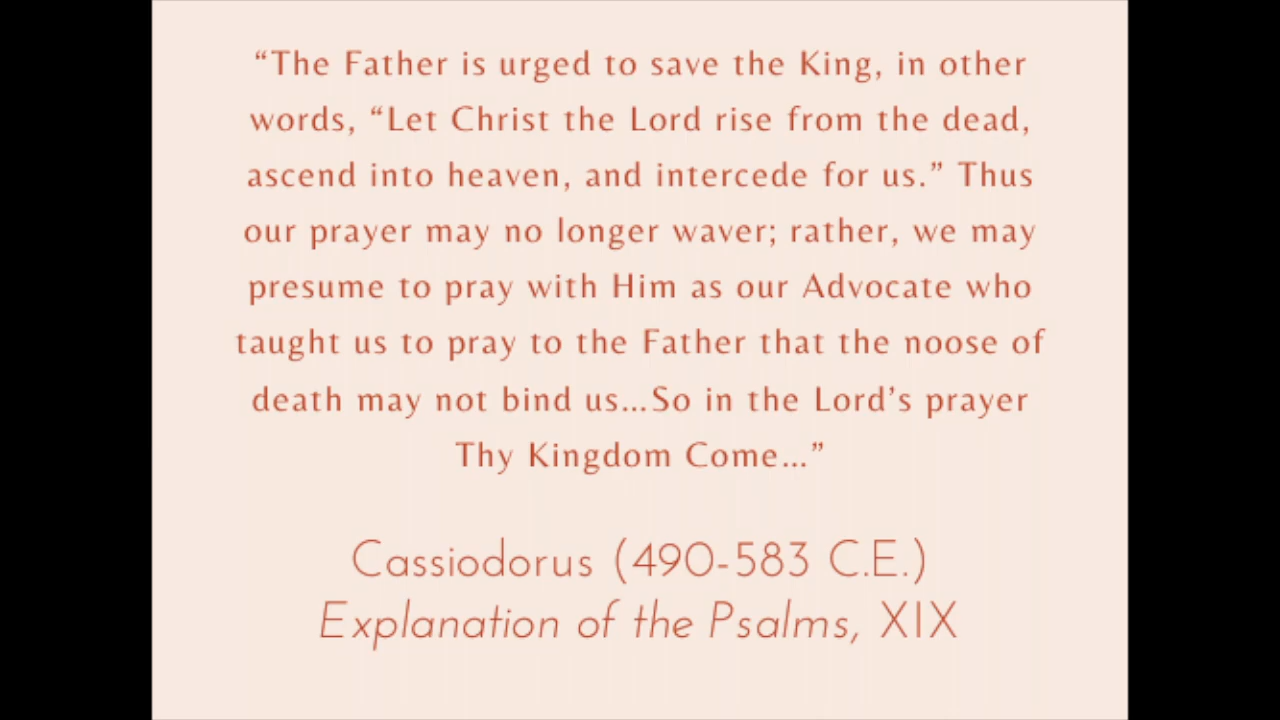 “The Father is urged to save the King, in other
words, “Let Christ the Lord rise from the dead,
ascend into heaven, and intercede for us.” Thus
our prayer may no longer waver; rather, we may
presume to pray with Him as our Advocate who
taught us to pray to the Father that the noose of
death may not bind us...So in the Lord’s prayer
Thy Kingdom Come...”
Cassiodorus (490-583 C.E.)
Explanation of the Psalms, XIX